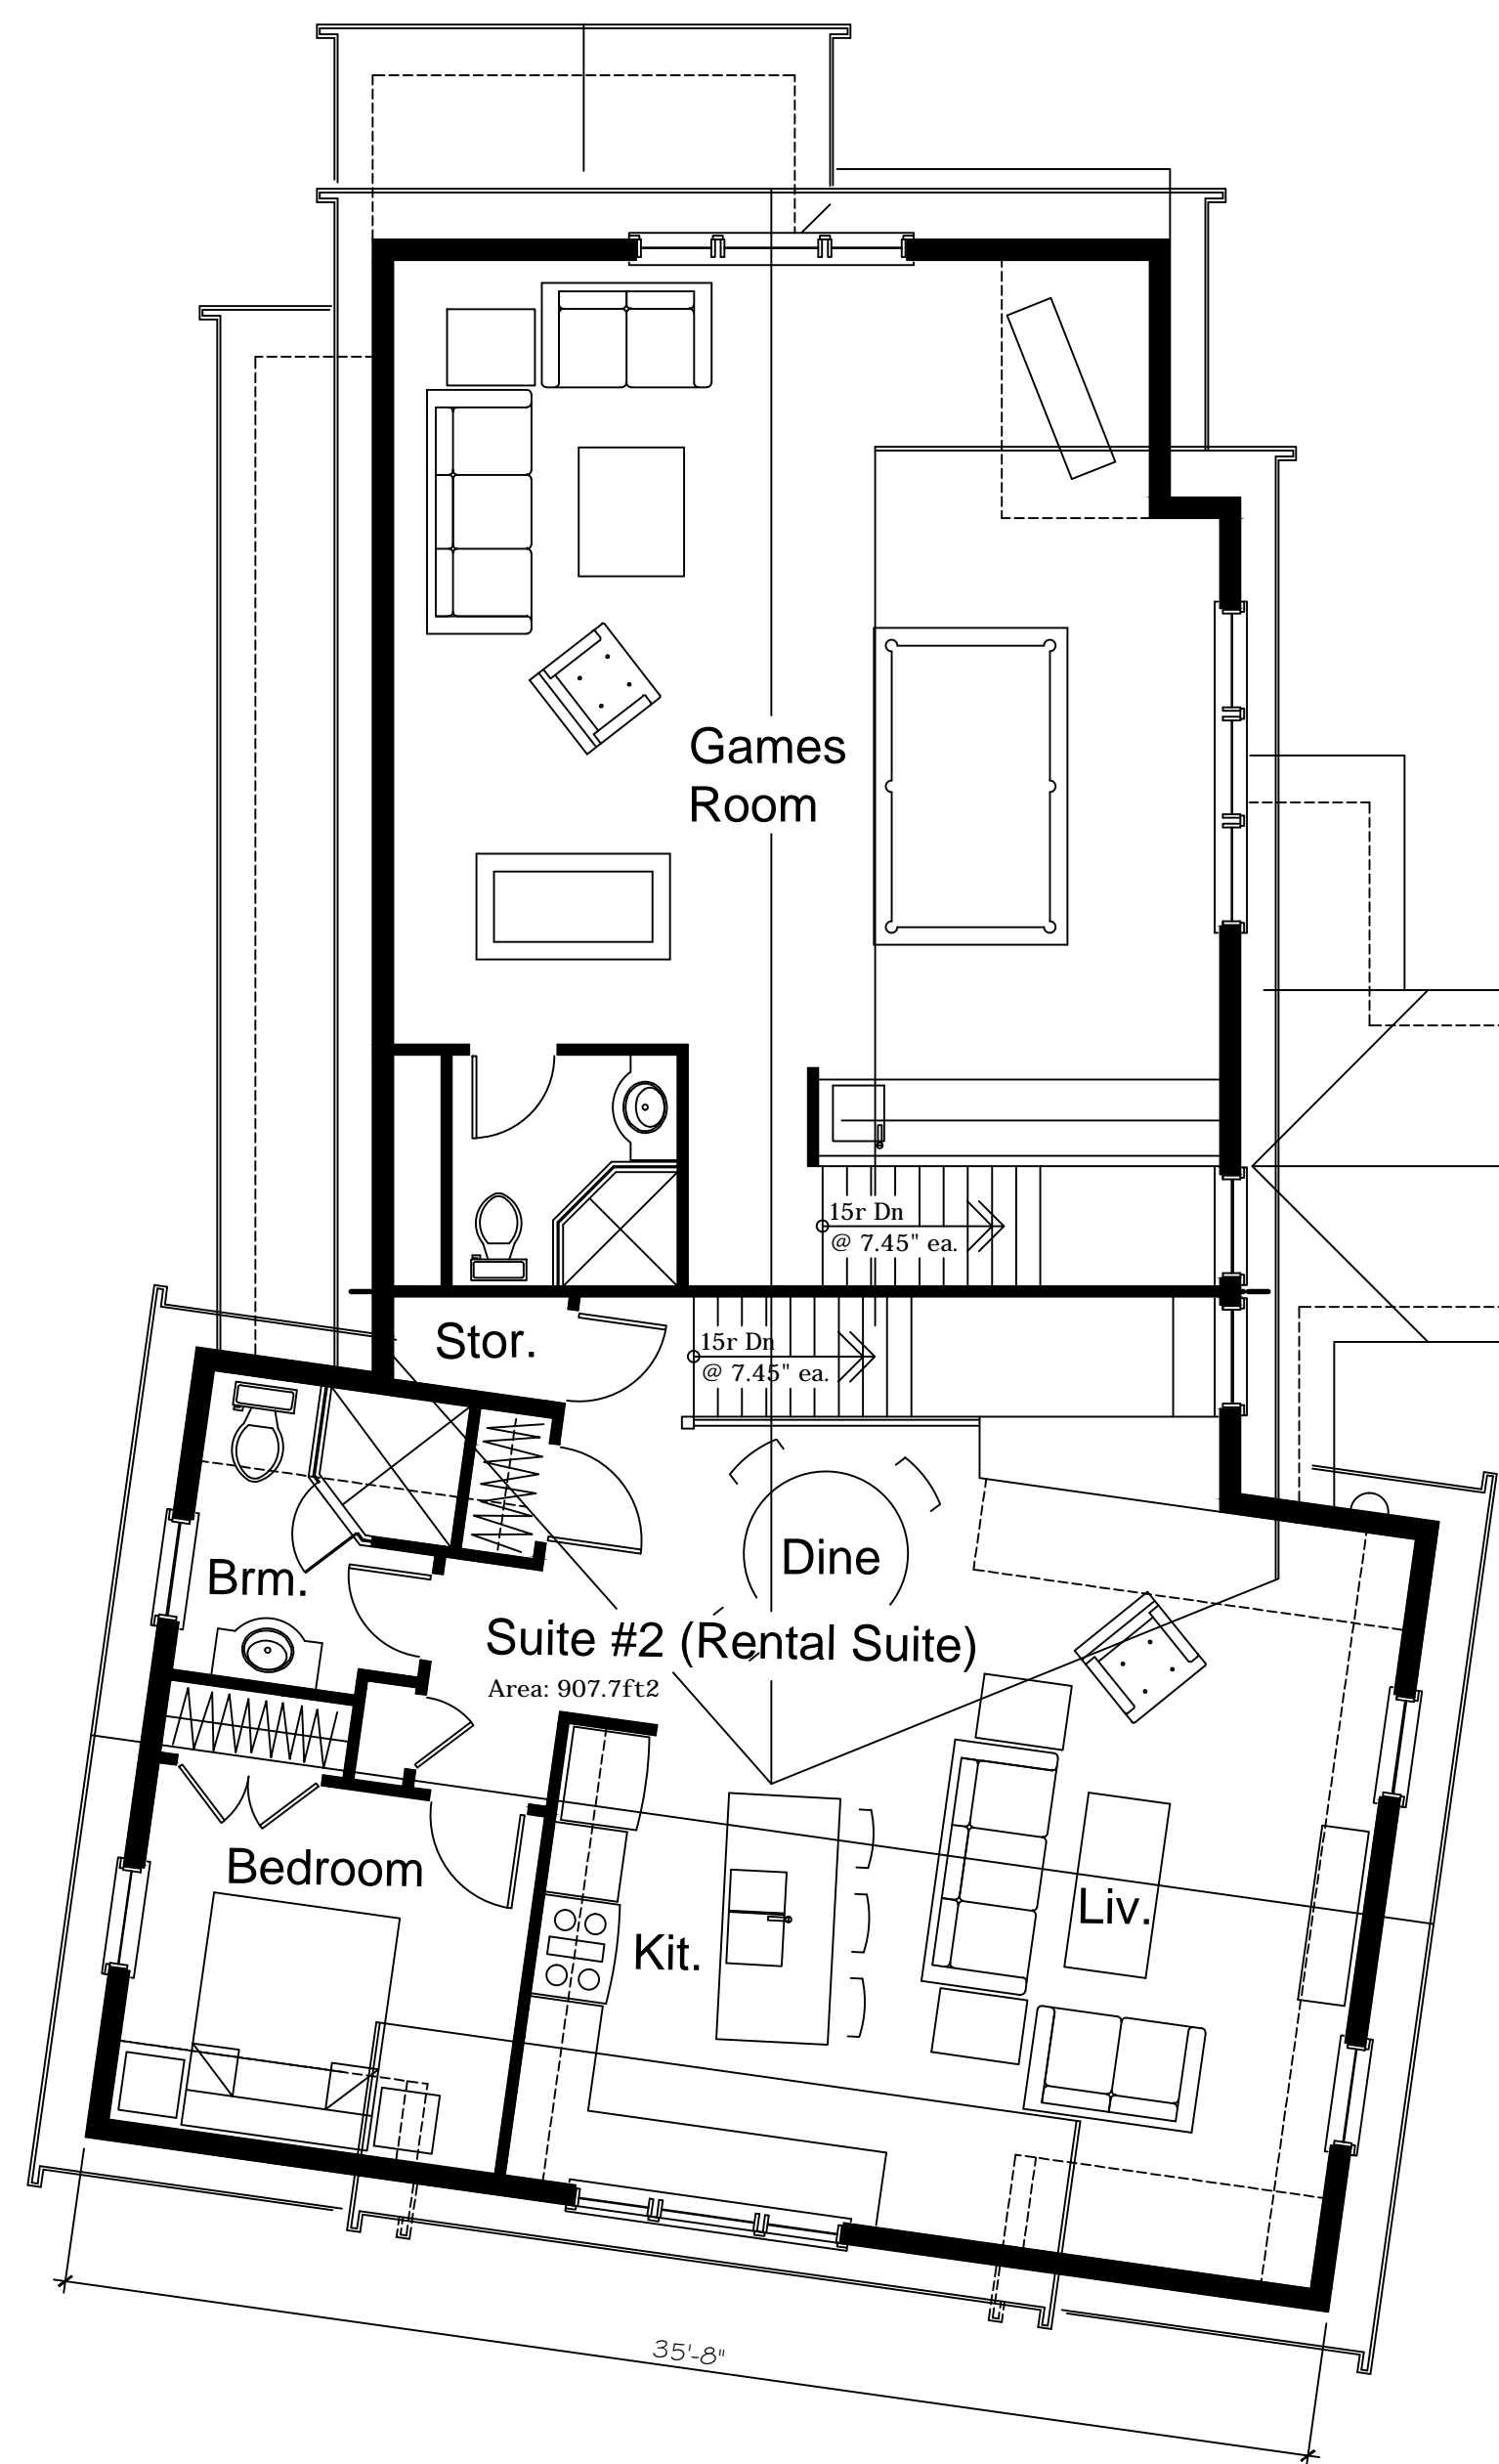 Games
Room
15r Dn
@ 7.45" ea.
Stor.
15r Dn
@ 7.45" ea.
Dine
Brm.
Suite #2 (Rental Suite)
Area: 907.7ft2
Bedroom
Liv.
Kit.
35'-8"